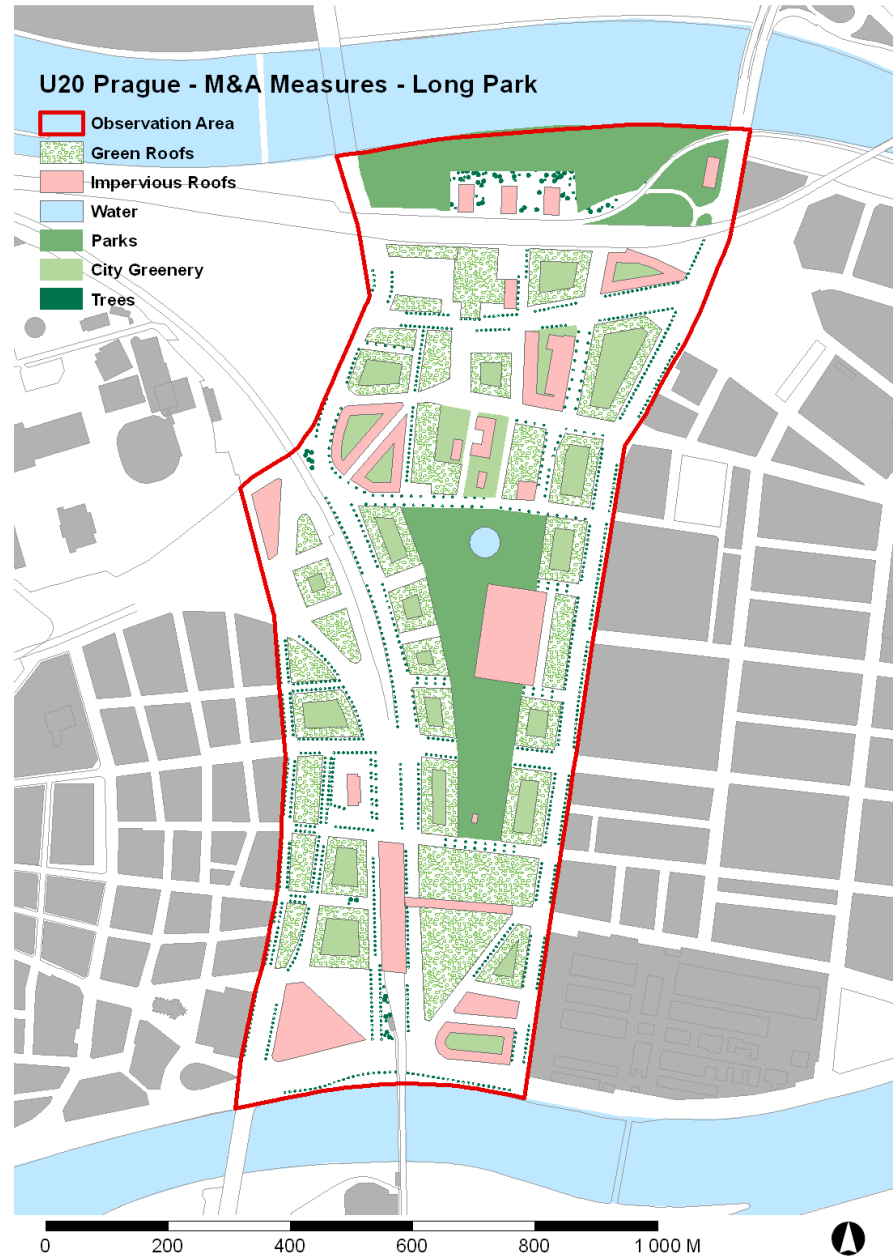 U20 Prague - M&A Measures - Long Park
Observation Area
Green Roofs
Impervious Roofs
Water
Parks
City Greenery
Trees
0 200 400 600 800 1 000 M